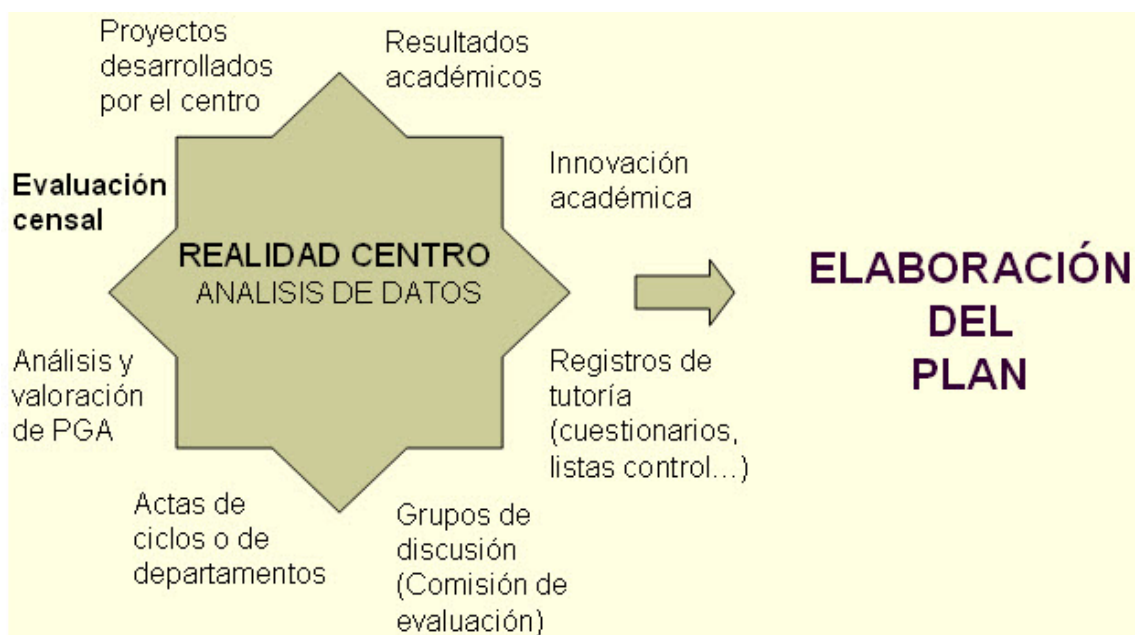 Proyectos
desarrollados
por el centro
Resultados
académicos
Innovación
académica
Evaluación
censal
REALIDAD CENTRO
ANALISIS DE DATOS
ELABORACIÓN
DEL
PLAN
Análisis y
valoración
de PGA
Registros de
tutoría
(cuestionarios,
listas control...)
Actas de
ciclos o de
departamentos
Grupos de
discusión
(Comisión de
evaluación)